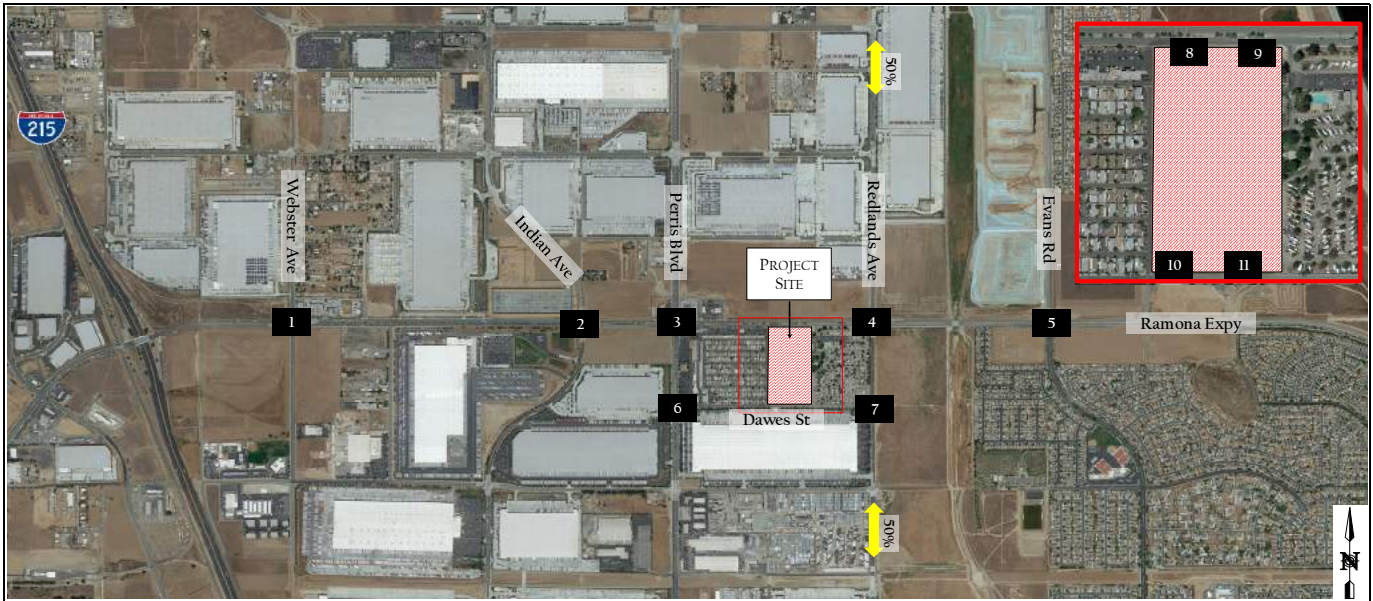 50%
8
9
215
Webster Ave
Indian Ave
Perris Blvd
Redlands Ave
Evans Rd
PROJECT
SITE
10
11
1
2
3
4
5
Ramona Expy
6
7
Dawes St
50%
N